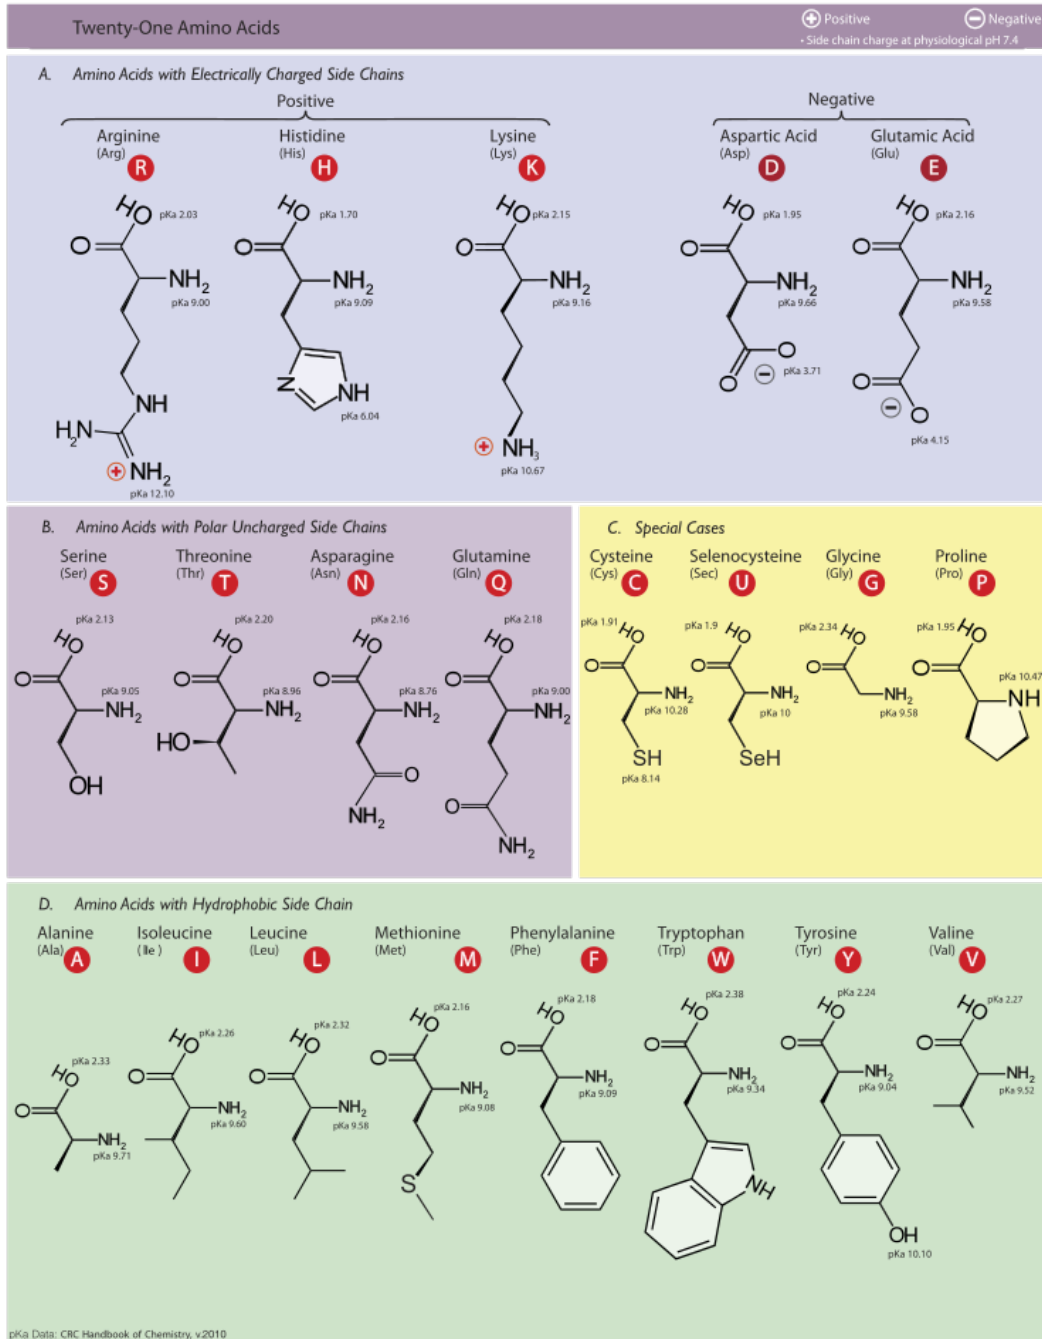 Twenty-One Amino Acids
+ Positive
− Negative
• Side chain charge at physiological pH 7.4
A. Amino Acids with Electrically Charged Side Chains
Positive
Negative
Arginine
(Arg)
R
Histidine
(His)
H
Lysine
(Lys)
K
Aspartic Acid
(Asp)
D
Glutamic Acid
(Glu)
E
HO pKa 2.03
O
NH2
pKa 9.00
NH
H2N
+ NH2
pKa 12.10
HO pKa 1.70
O
NH2
pKa 9.09
N
NH
pKa 6.04
HO pKa 2.15
O
NH2
pKa 9.16
+ NH3
pKa 10.67
HO pKa 1.95
O
NH2
pKa 9.66
O
O −
pKa 3.71
HO pKa 2.16
O
NH2
pKa 9.58
O
− O
pKa 4.15
B. Amino Acids with Polar Uncharged Side Chains
Serine
(Ser)
S
Threonine
(Thr)
T
Asparagine
(Asn)
N
Glutamine
(Gln)
Q
pKa 2.13
HO
O
pKa 9.05
NH2
OH
pKa 2.20
HO
O
pKa 8.96
NH2
HO
pKa 2.16
HO
O
pKa 8.76
NH2
O
NH2
pKa 2.18
HO
O
pKa 9.00
NH2
O
NH2
C. Special Cases
Cysteine
(Cys)
C
Selenocysteine
(Sec)
U
Glycine
(Gly)
G
Proline
(Pro)
P
pKa 1.91 HO
O
NH2
pKa 10.28
SH
pKa 8.14
pKa 1.9 HO
O
NH2
pKa 10
SeH
pKa 2.34 HO
O
NH2
pKa 9.58
pKa 1.95 HO
O
pKa 10.47
NH
D. Amino Acids with Hydrophobic Side Chain
Alanine
(Ala)
A
Isoleucine
(Ile)
I
Leucine
(Leu)
L
Methionine
(Met)
M
Phenylalanine
(Phe)
F
Tryptophan
(Trp)
W
Tyrosine
(Tyr)
Y
Valine
(Val)
V
pKa 2.33
HO
O
NH2
pKa 9.71
pKa 2.26
HO
O
NH2
pKa 9.60
pKa 2.32
HO
O
NH2
pKa 9.58
pKa 2.16
HO
O
NH2
pKa 9.08
S
pKa 2.18
HO
O
NH2
pKa 9.09
pKa 2.38
HO
O
NH2
pKa 9.34
NH
pKa 2.24
HO
O
NH2
pKa 9.04
OH
pKa 10.10
pKa 2.27
HO
O
NH2
pKa 9.52
pKa Data: CRC Handbook of Chemistry, v.2010